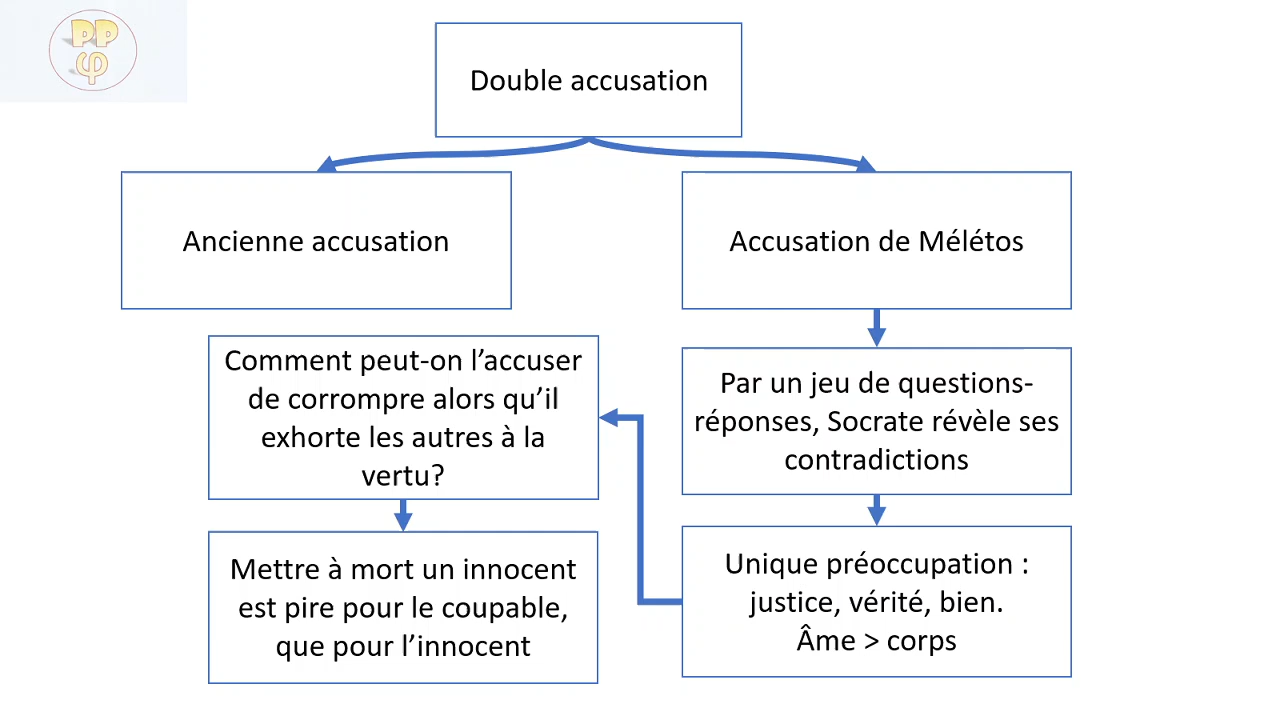 PP
φ
Double accusation
Ancienne accusation
Accusation de Mélétos
Par un jeu de questions-
réponses, Socrate révèle ses
contradictions
Unique préoccupation :
justice, vérité, bien.
Âme > corps
Comment peut-on l’accuser
de corrompre alors qu’il
exhorte les autres à la
vertu?
Mettre à mort un innocent
est pire pour le coupable,
que pour l’innocent